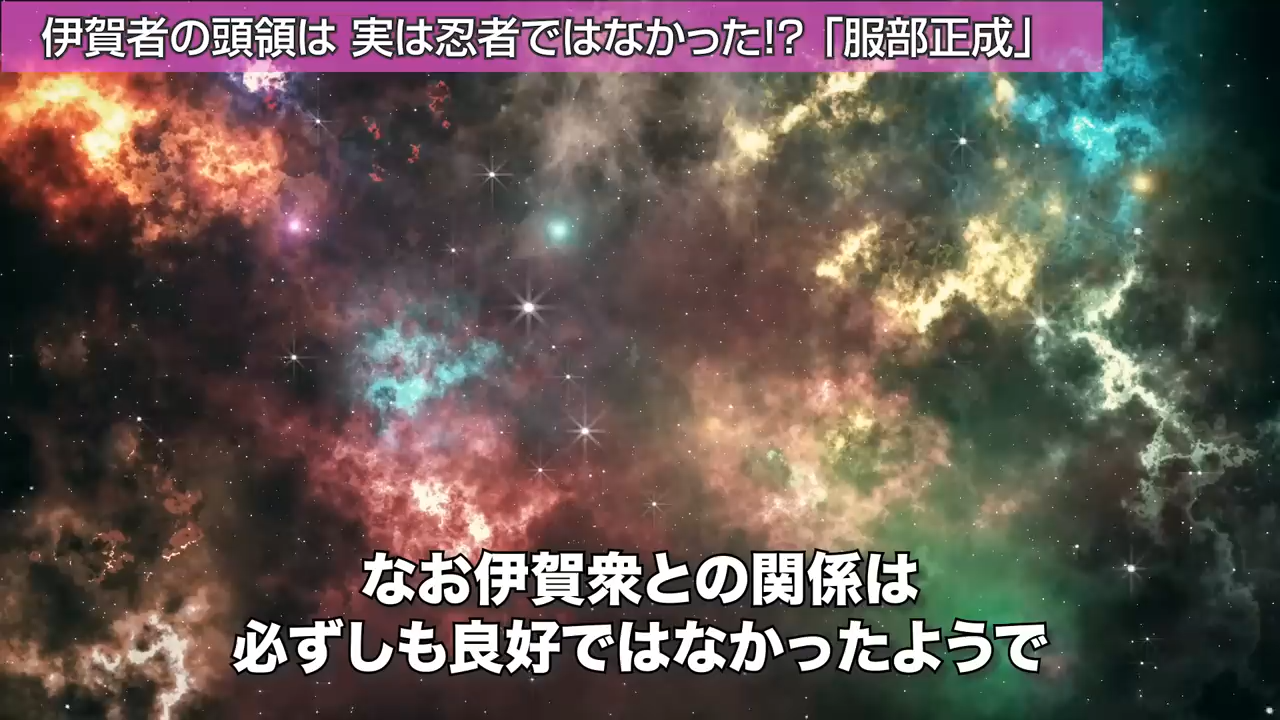 伊賀者の頭領は 実は忍者ではなかった!?「服部正成」
なお伊賀衆との関係は
必ずしも良好ではなかったようで